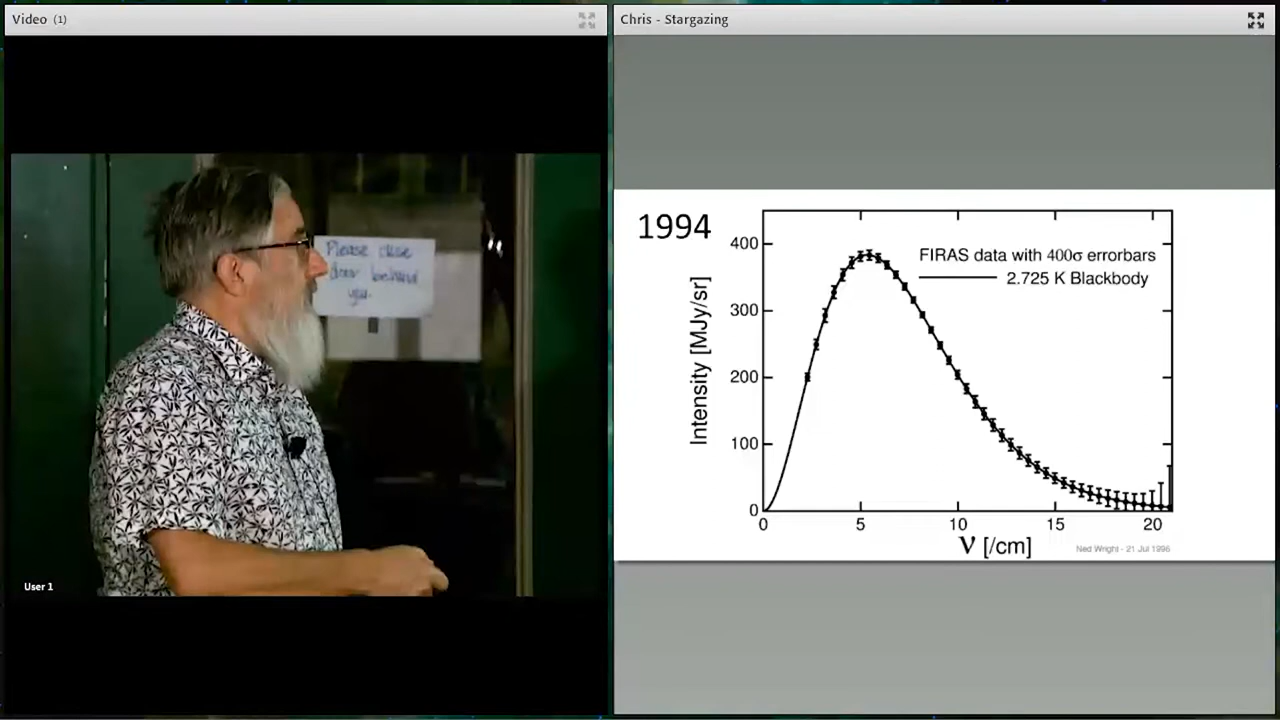 Video (1)
Chris - Stargazing
Please close
door behind
you.
User 1
1994
FIRAS data with 400σ errorbars
2.725 K Blackbody
Intensity [MJy/sr]
400
300
200
100
0
0 5 10 15 20
ν [/cm]
Ned Wright - 21 Jul 1996